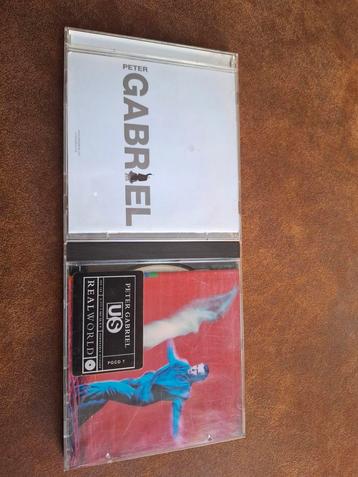 PETER
GABRIEL
PETER GABRIEL
US
PGCD 7
REALWORLD